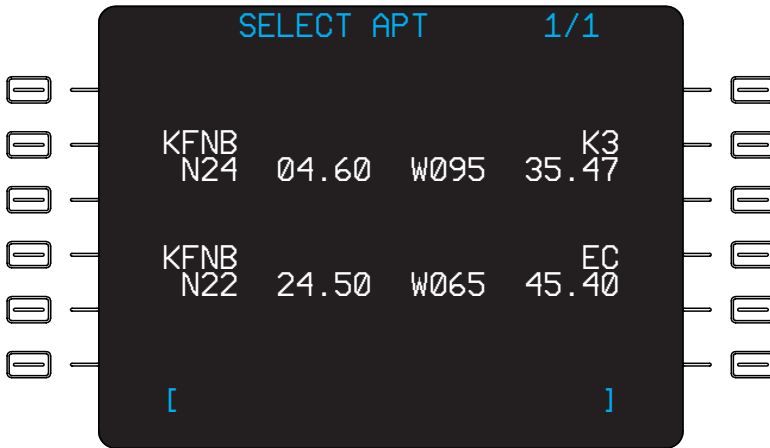 SELECT APT 1/1
KFNB K3
N24 04.60 W095 35.47
KFNB EC
N22 24.50 W065 45.40
[ ]